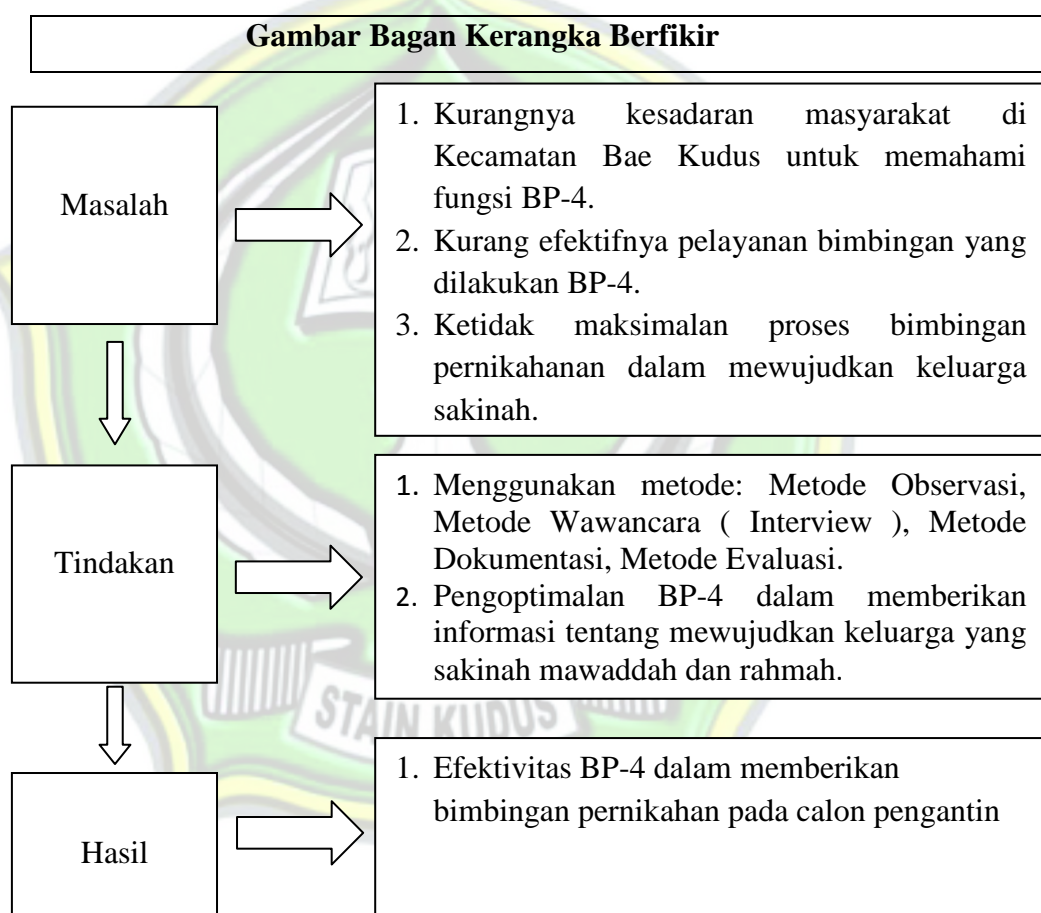 Gambar Bagan Kerangka Berfikir
Masalah
1. Kurangnya kesadaran masyarakat di
Kecamatan Bae Kudus untuk memahami
fungsi BP-4.
2. Kurang efektifnya pelayanan bimbingan yang
dilakukan BP-4.
3. Ketidak maksimalan proses bimbingan
pernikahanan dalam mewujudkan keluarga
sakinah.
Tindakan
1. Menggunakan metode: Metode Observasi,
Metode Wawancara ( Interview ), Metode
Dokumentasi, Metode Evaluasi.
2. Pengoptimalan BP-4 dalam memberikan
informasi tentang mewujudkan keluarga yang
sakinah mawaddah dan rahmah.
STAIN KUDUS
Hasil
1. Efektivitas BP-4 dalam memberikan
bimbingan pernikahan pada calon pengantin